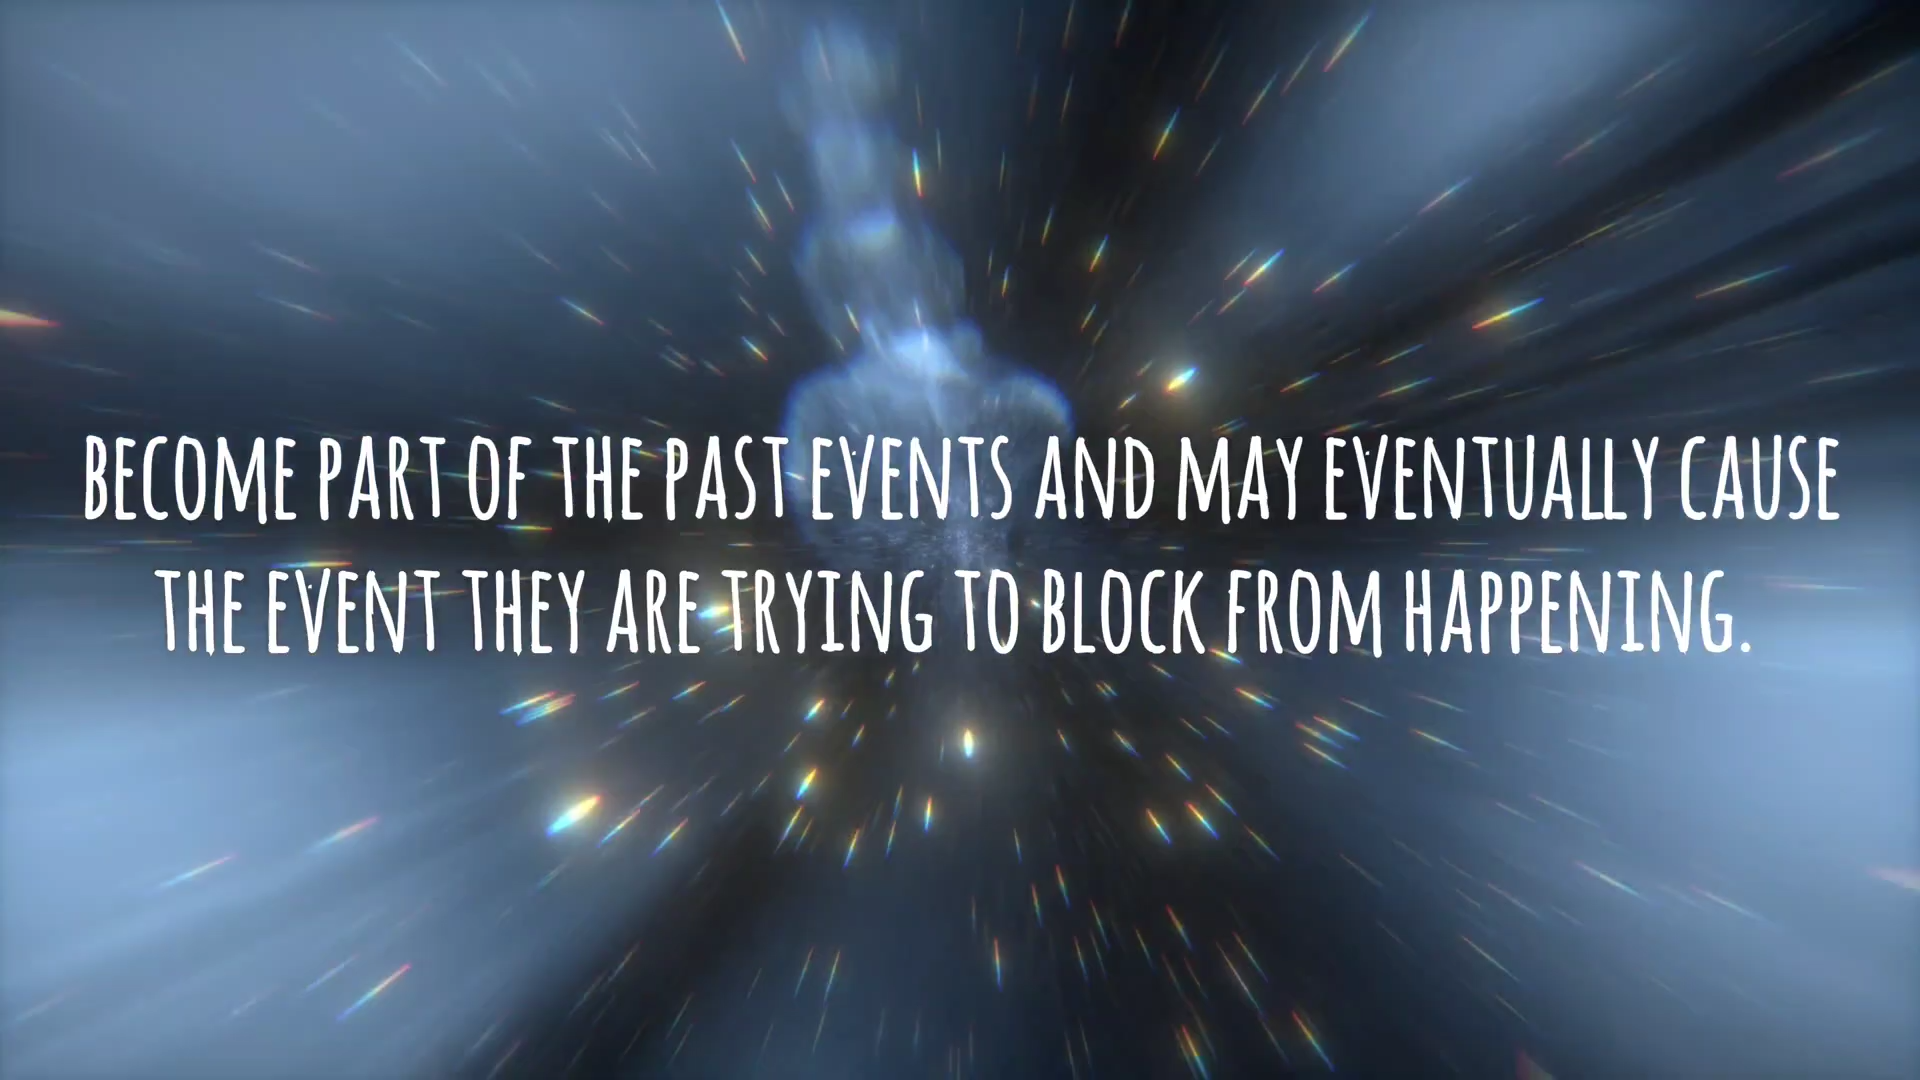 BECOME PART OF THE PAST EVENTS AND MAY EVENTUALLY CAUSE
THE EVENT THEY ARE TRYING TO BLOCK FROM HAPPENING.